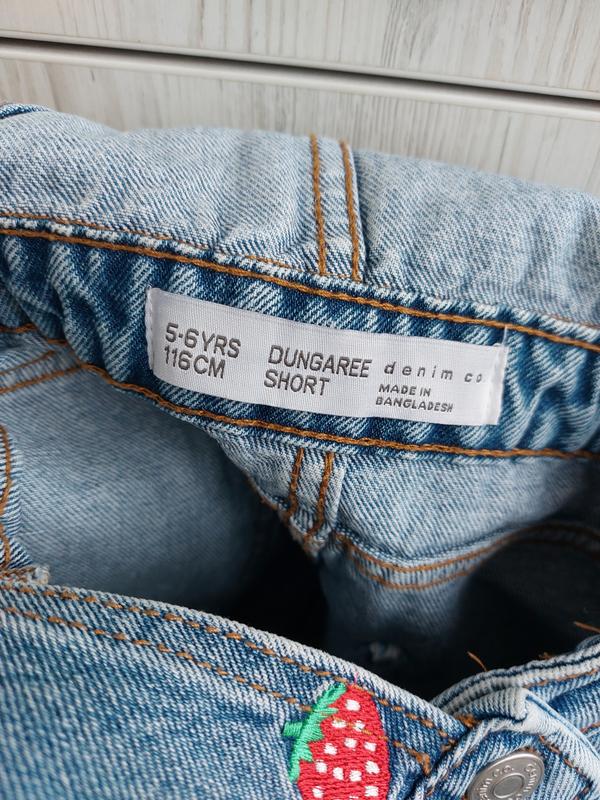 5-6YRS
116CM
DUNGAREE
SHORT
denim co
MADE IN
BANGLADESH